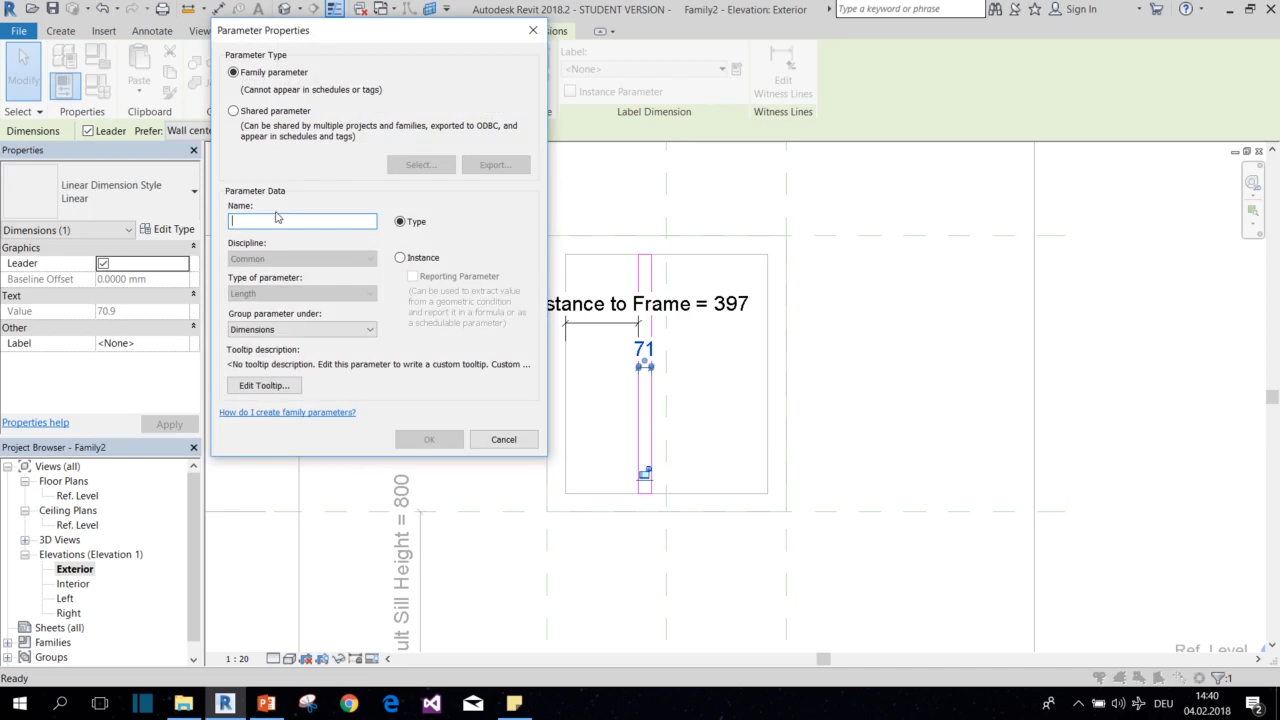 Autodesk Revit 2018.2 - STUDENT VERSION - Parameter2 - Elevation: Exterior
Type a keyword or phrase
Sign In
File
Create
Insert
Annotate
View
Parameter Properties
Modify
Select
Properties
Paste
Clipboard
Label:
<None>
Instance Parameter
Label Dimension
Edit
Witness Lines
Witness Lines
Dimensions
Leader
Prefer:
Wall cente
Parameter Type
Family parameter
(Cannot appear in schedules or tags)
Shared parameter
(Can be shared by multiple projects and families, exported to ODBC, and
appear in schedules and tags)
Select...
Export...
Parameter Data
Name:
Type
Discipline:
Common
Instance
Type of parameter:
Length
Reporting Parameter
(Can be used to extract value
from a geometric condition
and report it in a formula or as
a schedulable parameter)
Group parameter under:
Dimensions
Tooltip description:
<No tooltip description. Edit this parameter to write a custom tooltip. Custom ...
Edit Tooltip...
How do I create family parameters?
OK
Cancel
Properties
Linear Dimension Style
Linear
Dimensions (1)
Edit Type
Graphics
Leader
Baseline Offset
0.0000 mm
Text
Value
70.9
Other
Label
<None>
Properties help
Apply
Project Browser - Family2
Views (all)
Floor Plans
Ref. Level
Ceiling Plans
Ref. Level
3D Views
Elevations (Elevation 1)
Exterior
Interior
Left
Right
Sheets (all)
Families
Groups
stance to Frame = 397
71
ult Sill Height = 800
Ref. Level
1 : 20
Ready
:1
DEU
14:40
04.02.2018
2